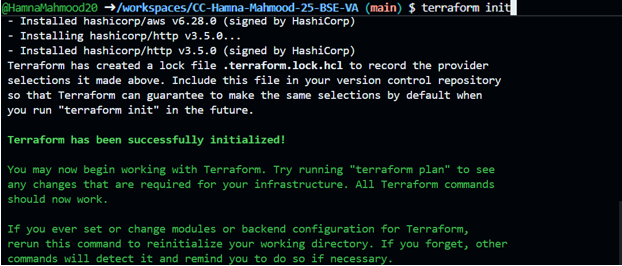 @HamnaMahmood20 ➜/workspaces/CC-Hamna-Mahmood-25-BSE-VA (main) $ terraform init
- Installed hashicorp/aws v6.28.0 (signed by HashiCorp)
- Installing hashicorp/http v3.5.0...
- Installed hashicorp/http v3.5.0 (signed by HashiCorp)
Terraform has created a lock file .terraform.lock.hcl to record the provider
selections it made above. Include this file in your version control repository
so that Terraform can guarantee to make the same selections by default when
you run "terraform init" in the future.
Terraform has been successfully initialized!
You may now begin working with Terraform. Try running "terraform plan" to see
any changes that are required for your infrastructure. All Terraform commands
should now work.
If you ever set or change modules or backend configuration for Terraform,
rerun this command to reinitialize your working directory. If you forget, other
commands will detect it and remind you to do so if necessary.